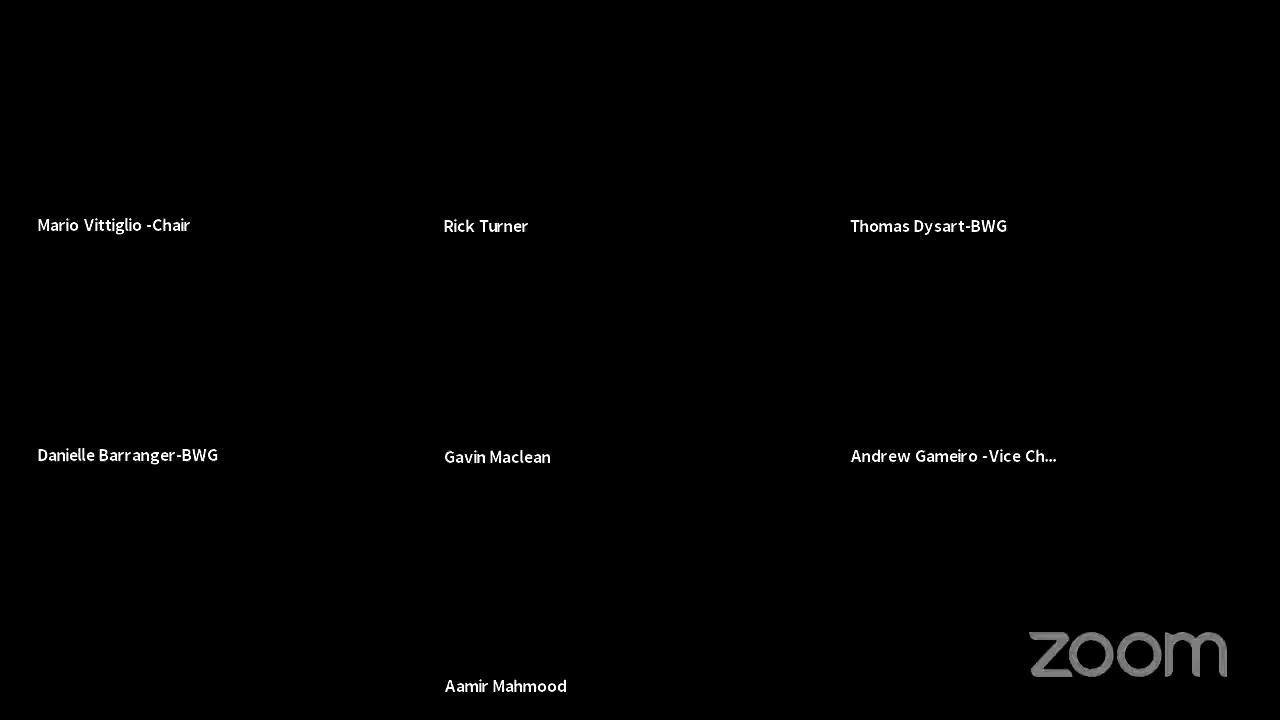 Mario Vittiglio -Chair
Rick Turner
Thomas Dysart-BWG
Danielle Barranger-BWG
Gavin Maclean
Andrew Gameiro -Vice Ch...
Aamir Mahmood
zoom